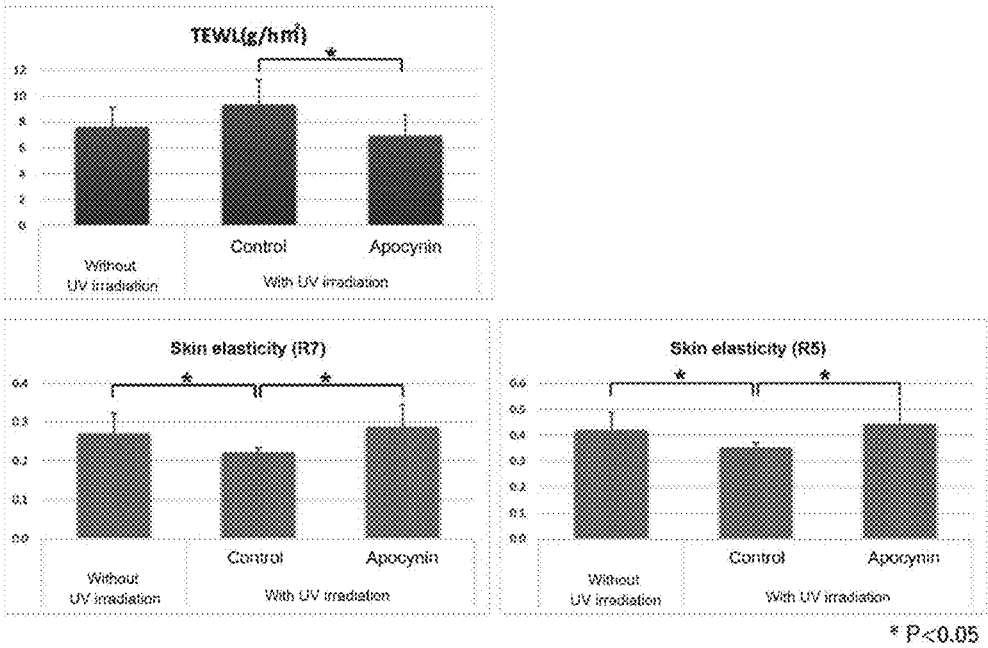 TEWL(g/hm²)
*
12
10
8
6
4
2
0
Control Apocynin
Without
UV irradiation
With UV irradiation
Skin elasticity (R7)
* *
0.4
0.3
0.2
0.1
0.0
Control Apocynin
Without
UV irradiation
With UV irradiation
Skin elasticity (R5)
* *
0.6
0.5
0.4
0.3
0.2
0.1
0.0
Control Apocynin
Without
UV irradiation
With UV irradiation
* P<0.05